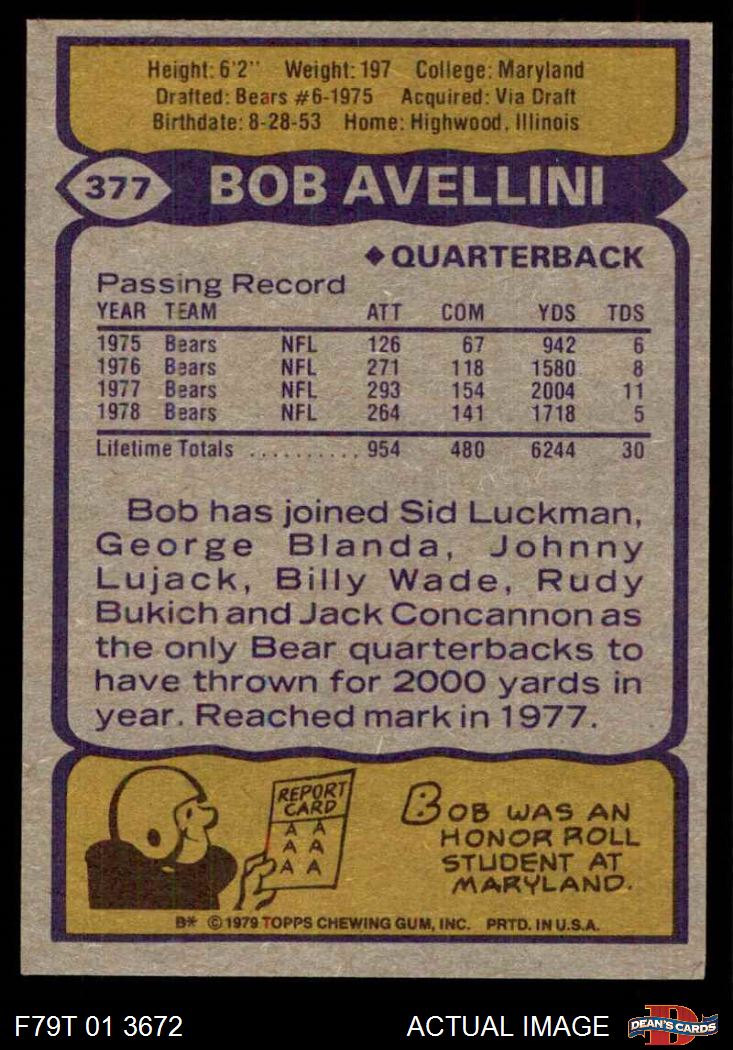 Height: 6'2" Weight: 197 College: Maryland
Drafted: Bears #6-1975 Acquired: Via Draft
Birthdate: 8-28-53 Home: Highwood, Illinois
377 BOB AVELLINI
◆ QUARTERBACK
Passing Record
YEAR TEAM ATT COM YDS TDS
1975 Bears NFL 126 67 942 6
1976 Bears NFL 271 118 1580 8
1977 Bears NFL 293 154 2004 11
1978 Bears NFL 264 141 1718 5
Lifetime Totals .......... 954 480 6244 30
Bob has joined Sid Luckman,
George Blanda, Johnny
Lujack, Billy Wade, Rudy
Bukich and Jack Concannon as
the only Bear quarterbacks to
have thrown for 2000 yards in
year. Reached mark in 1977.
REPORT
CARD
A A
A A
A A
BOB WAS AN
HONOR ROLL
STUDENT AT
MARYLAND.
B* © 1979 TOPPS CHEWING GUM, INC. PRTD. IN U.S.A.
F79T 01 3672 ACTUAL IMAGE D DEAN'S CARDS